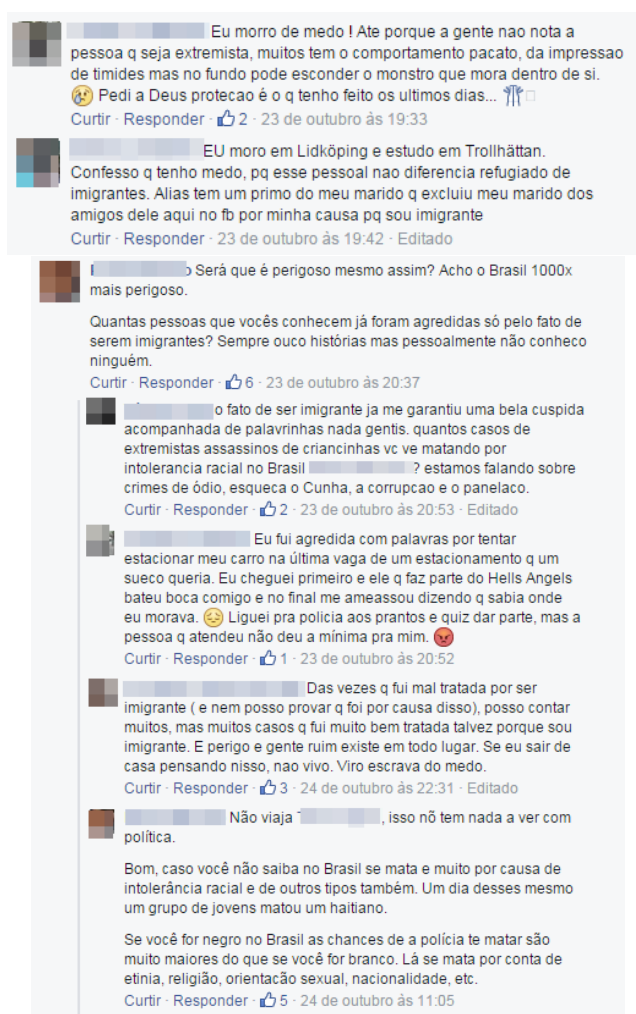 Eu morro de medo ! Ate porque a gente nao nota a
pessoa q seja extremista, muitos tem o comportamento pacato, da impressao
de timides mas no fundo pode esconder o monstro que mora dentro de si.
Pedi a Deus protecao é o q tenho feito os ultimos dias...
Curtir · Responder · 2 · 23 de outubro às 19:33
EU moro em Lidköping e estudo em Trollhättan.
Confesso q tenho medo, pq esse pessoal nao diferencia refugiado de
imigrantes. Alias tem um primo do meu marido q excluiu meu marido dos
amigos dele aqui no fb por minha causa pq sou imigrante
Curtir · Responder · 23 de outubro às 19:42 · Editado
Será que é perigoso mesmo assim? Acho o Brasil 1000x
mais perigoso.
Quantas pessoas que vocês conhecem já foram agredidas só pelo fato de
serem imigrantes? Sempre ouco histórias mas pessoalmente não conheco
ninguém.
Curtir · Responder · 6 · 23 de outubro às 20:37
o fato de ser imigrante ja me garantiu uma bela cuspida
acompanhada de palavrinhas nada gentis. quantos casos de
extremistas assassinos de criancinhas vc ve matando por
intolerancia racial no Brasil ? estamos falando sobre
crimes de ódio, esqueca o Cunha, a corrupcao e o panelaco.
Curtir · Responder · 2 · 23 de outubro às 20:53 · Editado
Eu fui agredida com palavras por tentar
estacionar meu carro na última vaga de um estacionamento q um
sueco queria. Eu cheguei primeiro e ele q faz parte do Hells Angels
bateu boca comigo e no final me ameassou dizendo q sabia onde
eu morava. Liguei pra policia aos prantos e quiz dar parte, mas a
pessoa q atendeu não deu a mínima pra mim.
Curtir · Responder · 1 · 23 de outubro às 20:52
Das vezes q fui mal tratada por ser
imigrante ( e nem posso provar q foi por causa disso), posso contar
muitos, mas muitos casos q fui muito bem tratada talvez porque sou
imigrante. E perigo e gente ruim existe em todo lugar. Se eu sair de
casa pensando nisso, nao vivo. Viro escrava do medo.
Curtir · Responder · 3 · 24 de outubro às 22:31 · Editado
Não viaja , isso nõ tem nada a ver com
política.
Bom, caso você não saiba no Brasil se mata e muito por causa de
intolerância racial e de outros tipos também. Um dia desses mesmo
um grupo de jovens matou um haitiano.
Se você for negro no Brasil as chances de a polícia te matar são
muito maiores do que se você for branco. Lá se mata por conta de
etinia, religião, orientacão sexual, nacionalidade, etc.
Curtir · Responder · 5 · 24 de outubro às 11:05